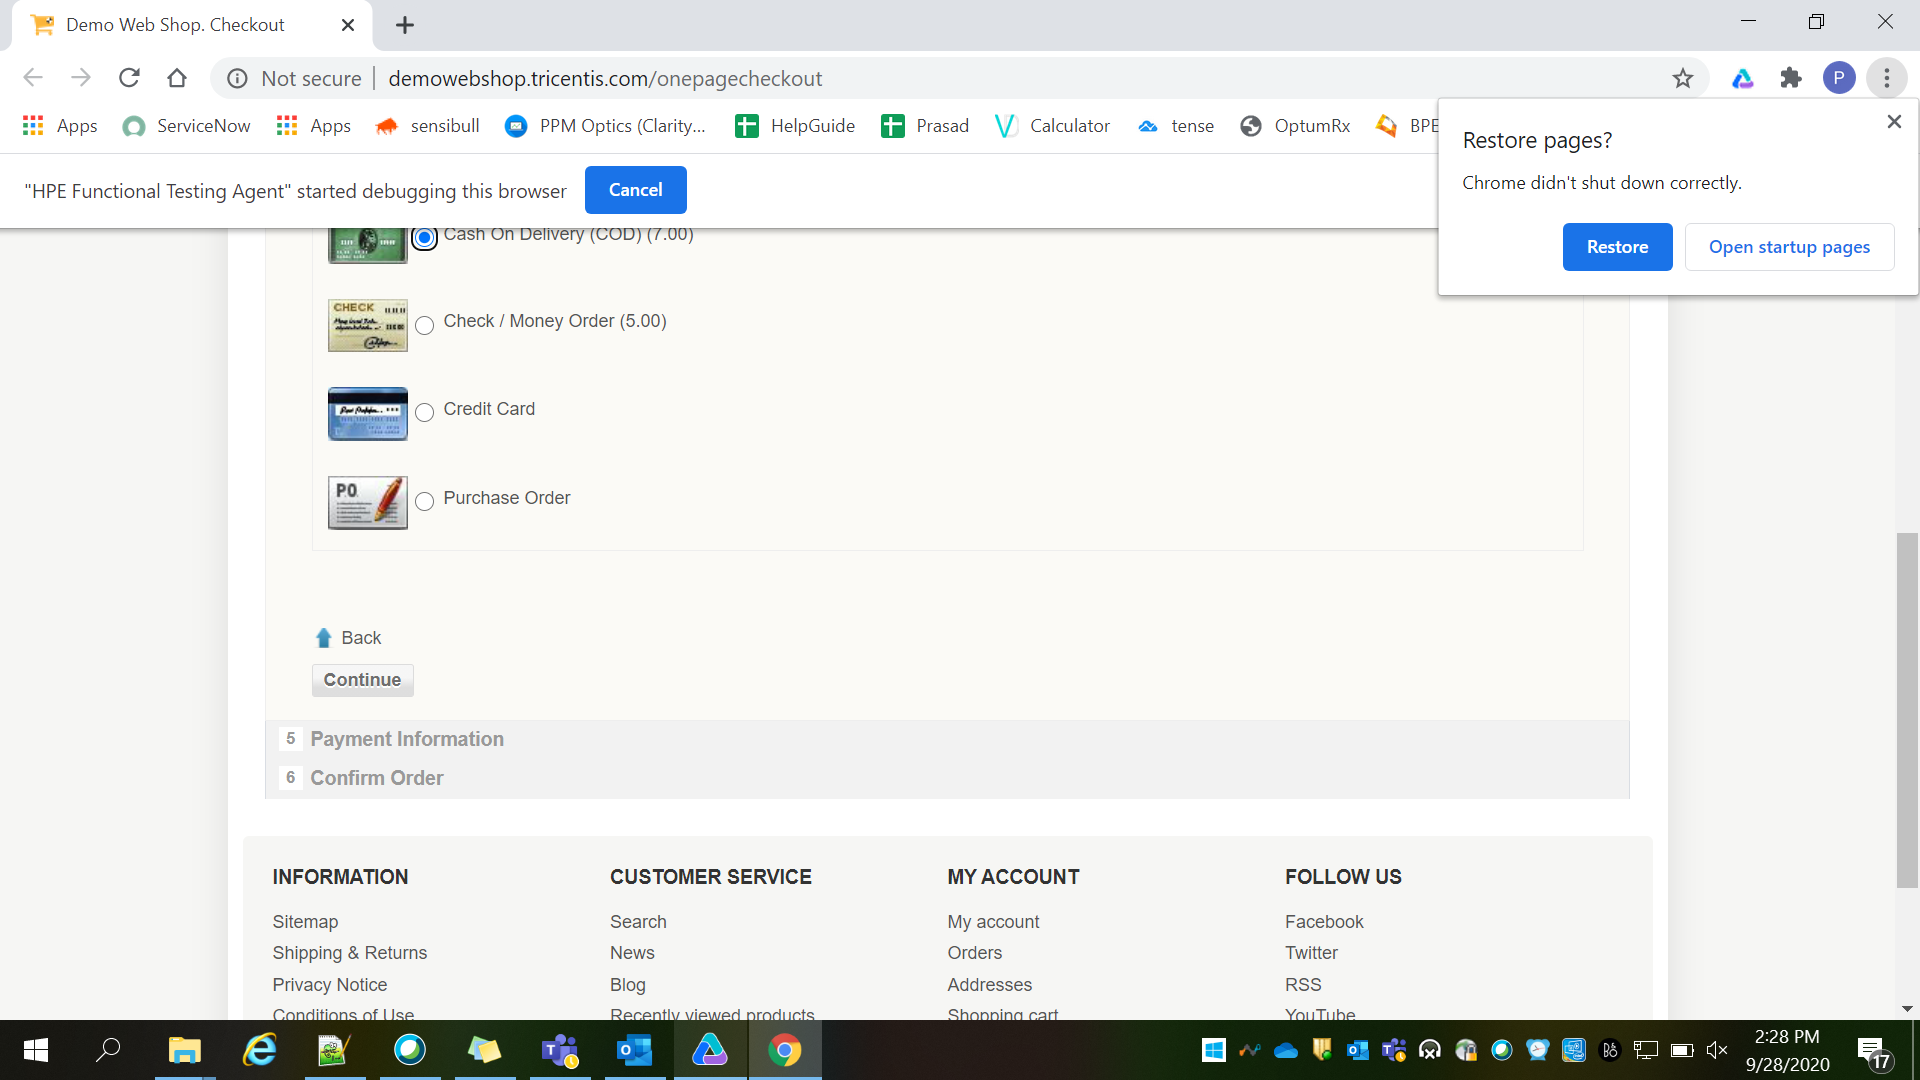 Demo Web Shop. Checkout
Not secure
demowebshop.tricentis.com/onepagecheckout
P
Apps
ServiceNow
Apps
sensibull
PPM Optics (Clarity...
HelpGuide
Prasad
Calculator
tense
OptumRx
BPE
"HPE Functional Testing Agent" started debugging this browser
Cancel
Restore pages?
Chrome didn't shut down correctly.
Restore
Open startup pages
Cash On Delivery (COD) (7.00)
CHECK
Check / Money Order (5.00)
Credit Card
P.O.
Purchase Order
Back
Continue
5 Payment Information
6 Confirm Order
INFORMATION
Sitemap
Shipping & Returns
Privacy Notice
Conditions of Use
CUSTOMER SERVICE
Search
News
Blog
Recently viewed products
MY ACCOUNT
My account
Orders
Addresses
Shopping cart
FOLLOW US
Facebook
Twitter
RSS
YouTube
2:28 PM
9/28/2020
17